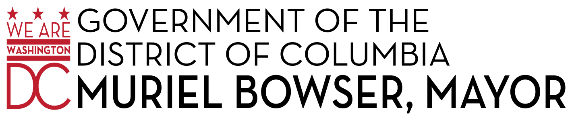 WE ARE
WASHINGTON
DC
GOVERNMENT OF THE
DISTRICT OF COLUMBIA
MURIEL BOWSER, MAYOR